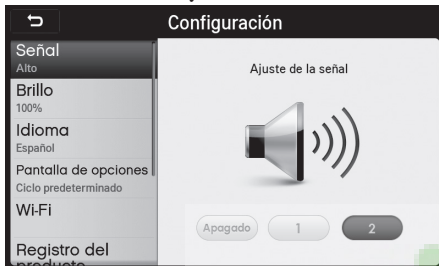 Configuración
Señal
Alto
Brillo
100%
Idioma
Español
Pantalla de opciones
Ciclo predeterminado
Wi-Fi
Registro del
producto
Ajuste de la señal
Apagado
1
2